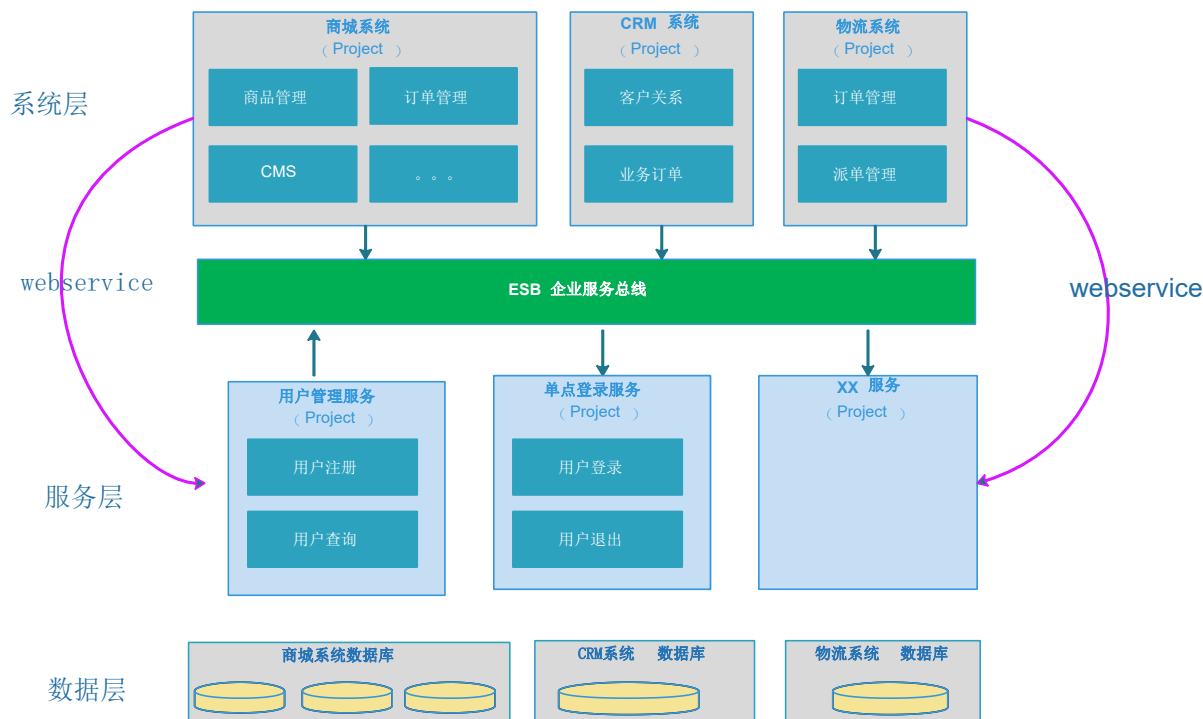 商城系统
( Project )
CRM 系统
( Project )
物流系统
( Project )
系统层
商品管理
订单管理
客户关系
订单管理
CMS
。。。
业务订单
派单管理
webservice
ESB 企业服务总线
webservice
用户管理服务
( Project )
单点登录服务
( Project )
XX 服务
( Project )
用户注册
用户登录
服务层
用户查询
用户退出
商城系统数据库
CRM系统 数据库
物流系统 数据库
数据层